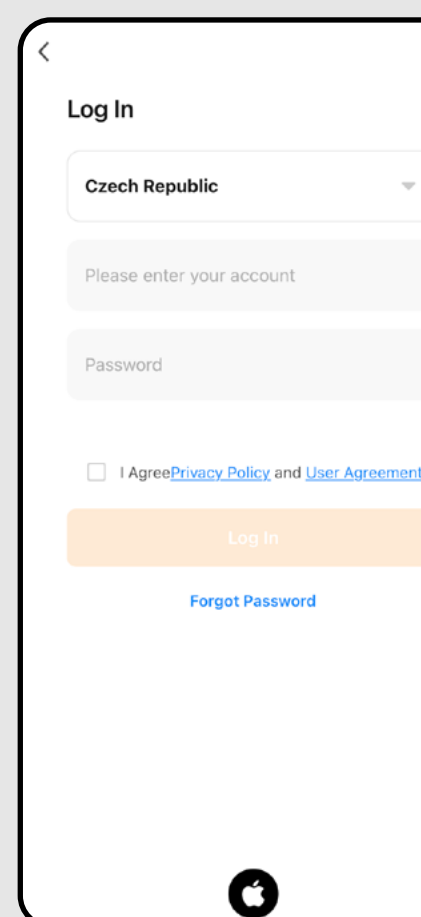 Log In
Czech Republic
Please enter your account
Password
I AgreePrivacy Policy and User Agreement
Log In
Forgot Password